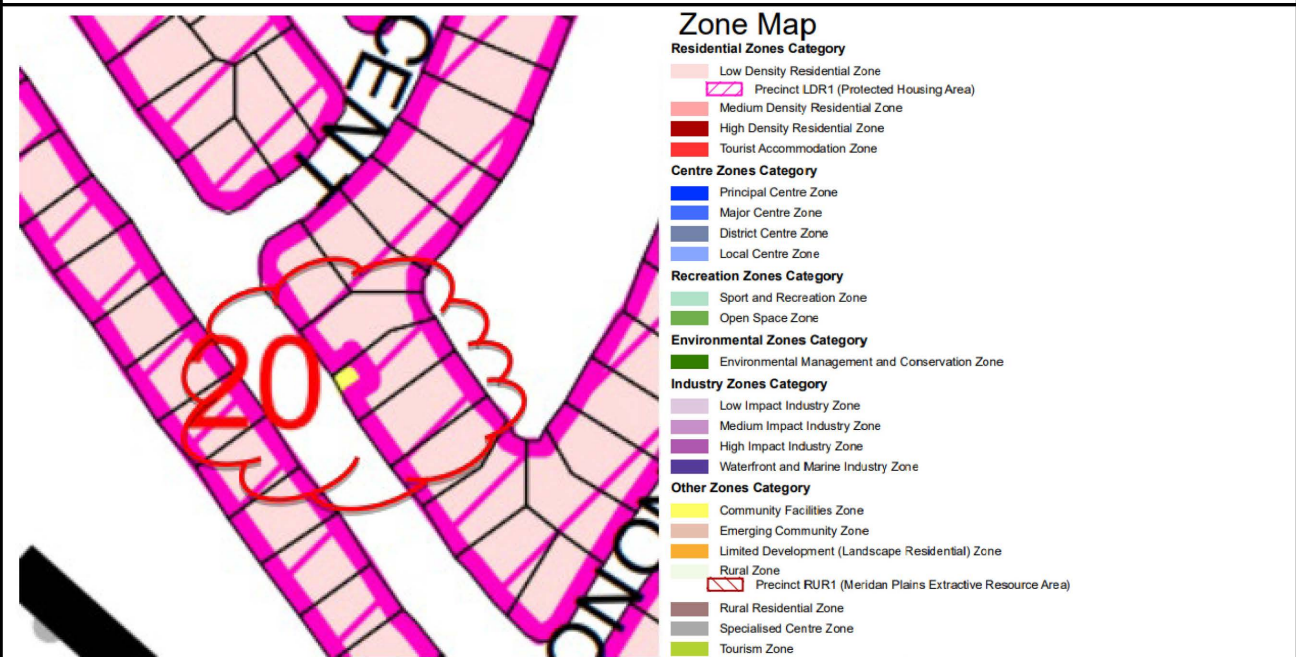 CENT
20
WONG
Zone Map
Residential Zones Category
Low Density Residential Zone
Precinct LDR1 (Protected Housing Area)
Medium Density Residential Zone
High Density Residential Zone
Tourist Accommodation Zone
Centre Zones Category
Principal Centre Zone
Major Centre Zone
District Centre Zone
Local Centre Zone
Recreation Zones Category
Sport and Recreation Zone
Open Space Zone
Environmental Zones Category
Environmental Management and Conservation Zone
Industry Zones Category
Low Impact Industry Zone
Medium Impact Industry Zone
High Impact Industry Zone
Waterfront and Marine Industry Zone
Other Zones Category
Community Facilities Zone
Emerging Community Zone
Limited Development (Landscape Residential) Zone
Rural Zone
Precinct RUR1 (Meridan Plains Extractive Resource Area)
Rural Residential Zone
Specialised Centre Zone
Tourism Zone